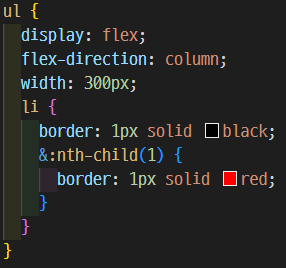 ul {
  display: flex;
  flex-direction: column;
  width: 300px;
  li {
    border: 1px solid black;
    &:nth-child(1) {
      border: 1px solid red;
    }
  }
}